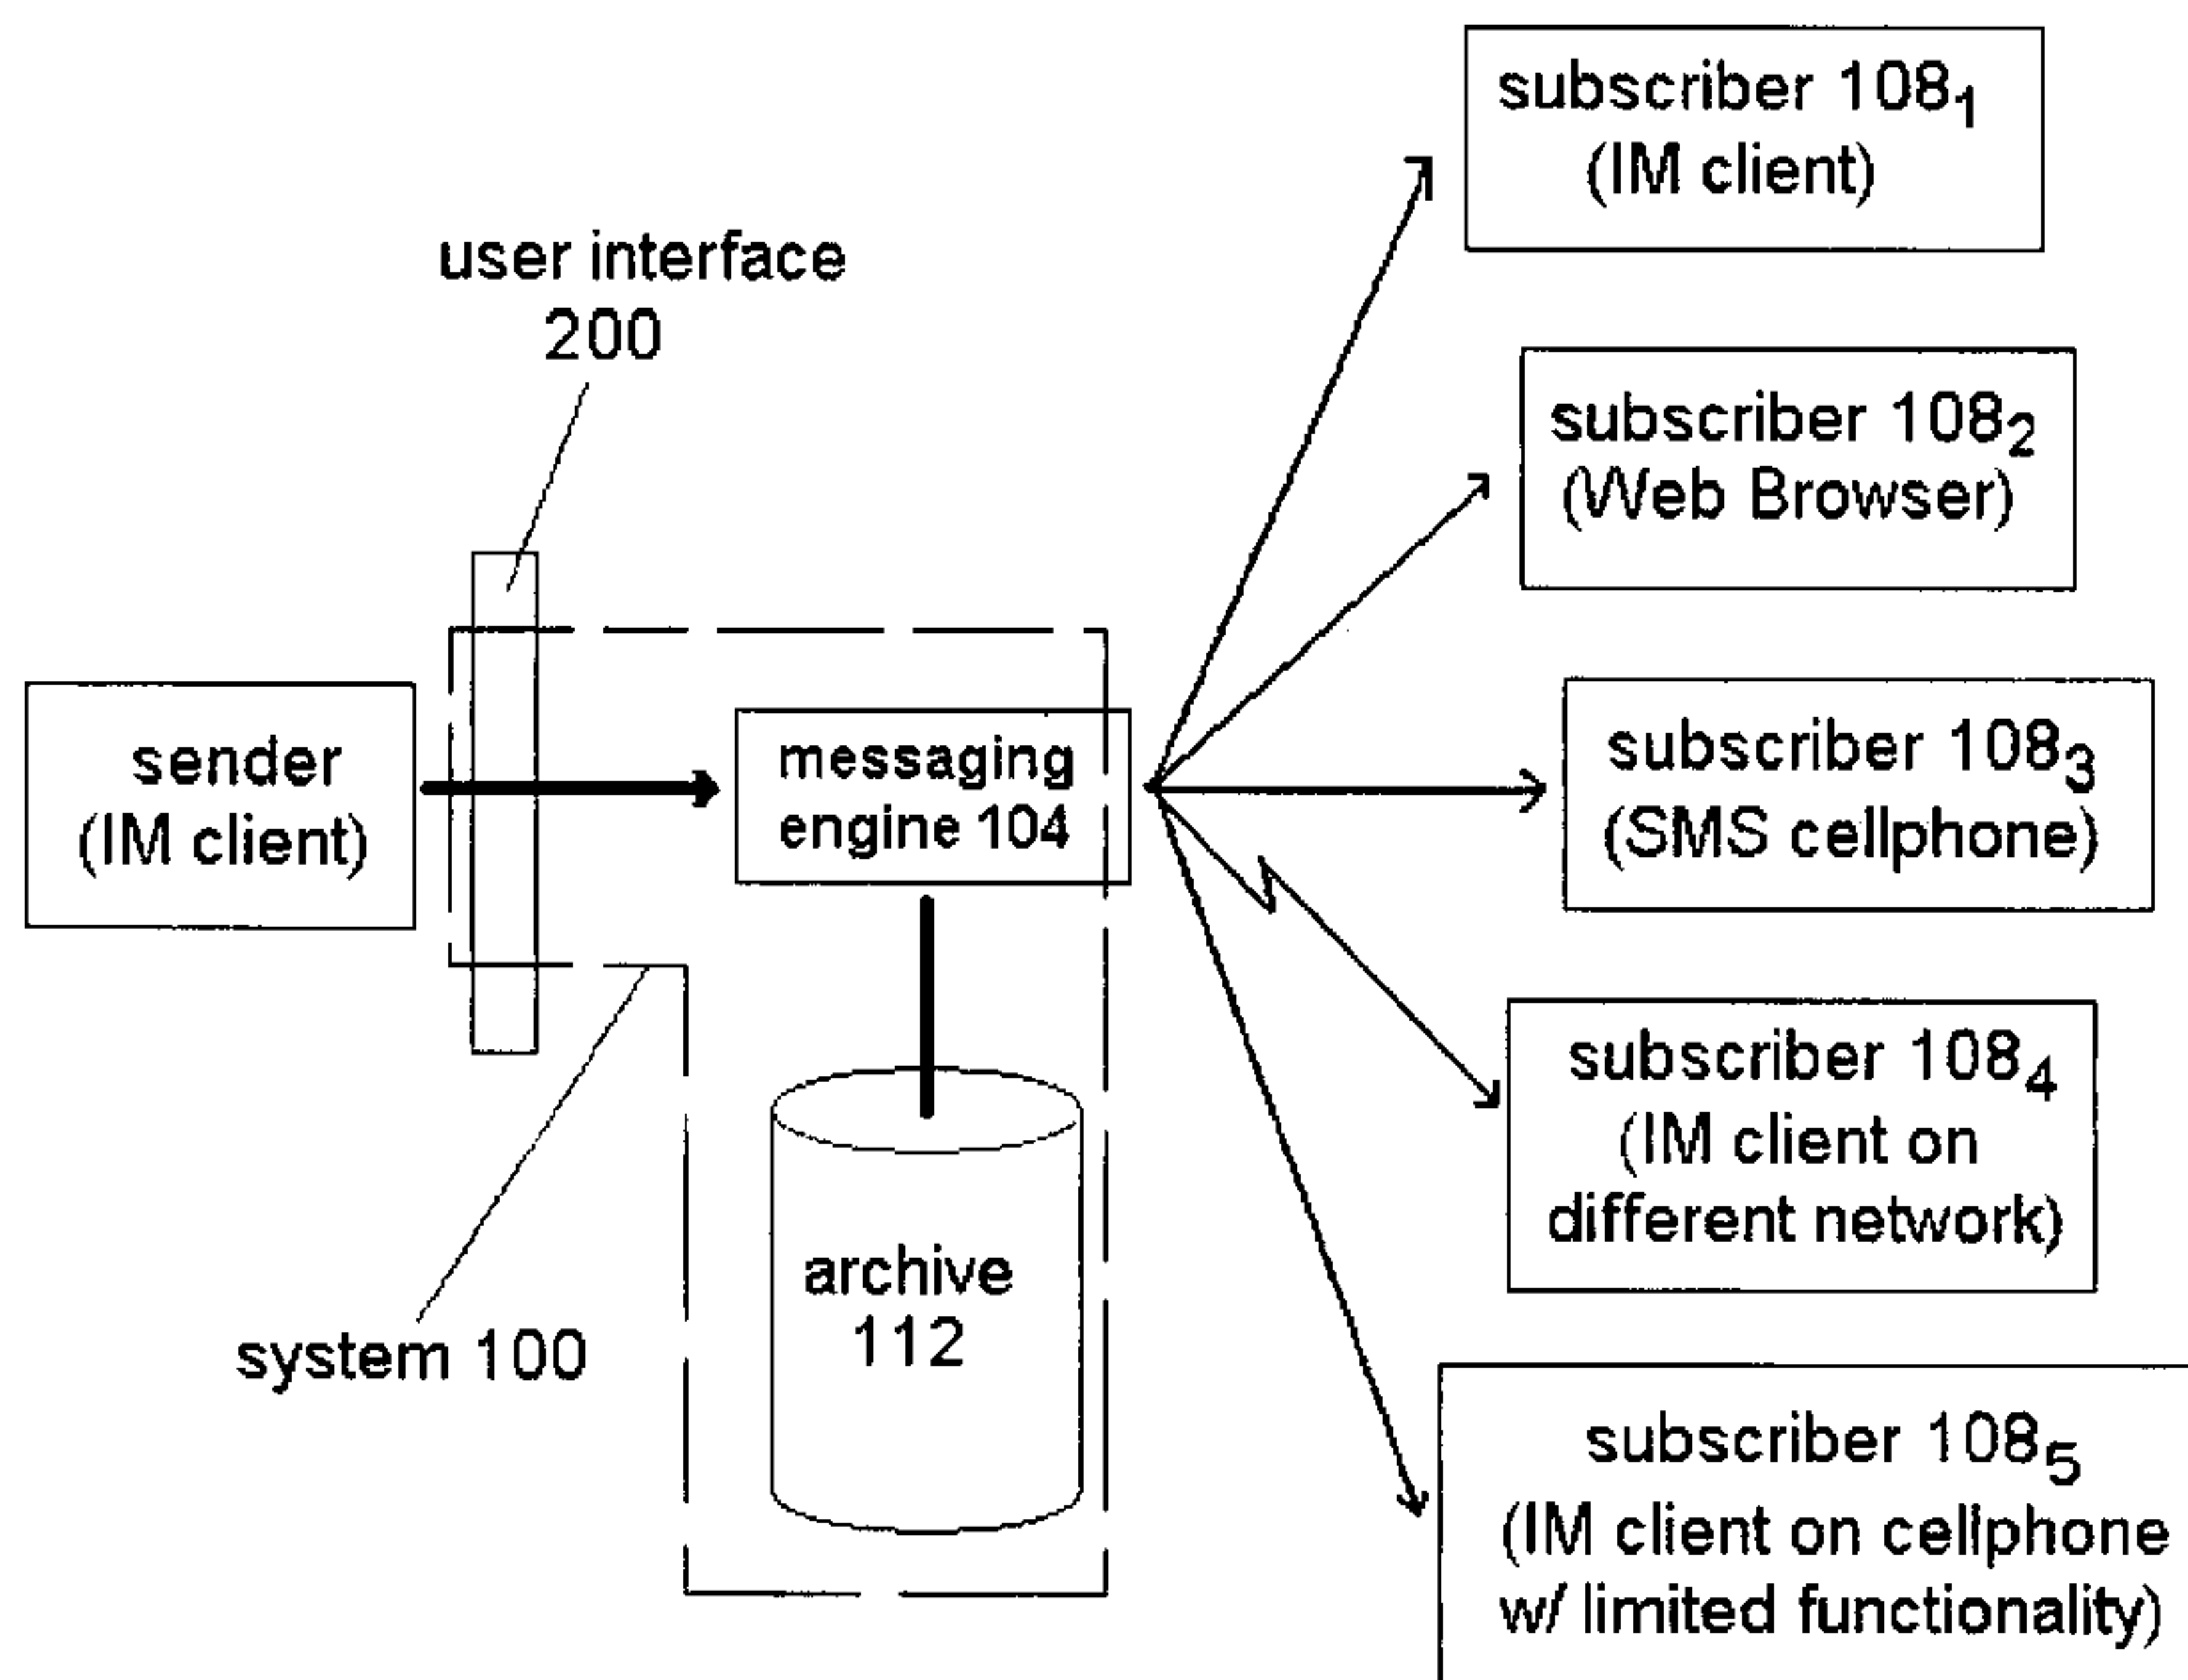 user interface
200
sender
(IM client)
messaging
engine 104
archive
112
system 100
subscriber 108₁
(IM client)
subscriber 108₂
(Web Browser)
subscriber 108₃
(SMS cellphone)
subscriber 108₄
(IM client on
different network)
subscriber 108₅
(IM client on cellphone
w/ limited functionality)